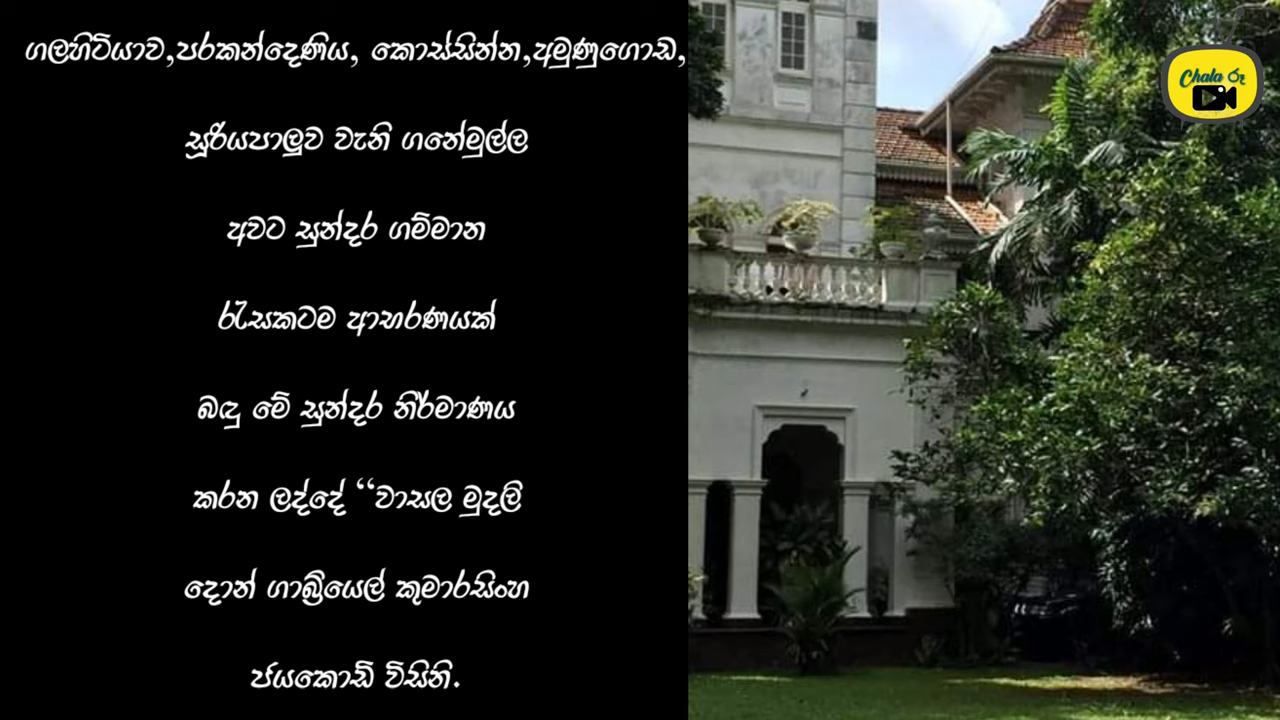 ගලහිටියාව,පරකන්දෙණිය, කොස්සින්න,අමුණුගොඩ,
සූරියපාලුව වැනි ගනේමුල්ල
අවට සුන්දර ගම්මාන
රැසකටම ආභරණයක්
බඳු මේ සුන්දර නිර්මාණය
කරන ලද්දේ “වාසල මුදලි
දොන් ගාබ්‍රියෙල් කුමාරසිංහ
ජයකොඩි විසිනි.
Chala රූ